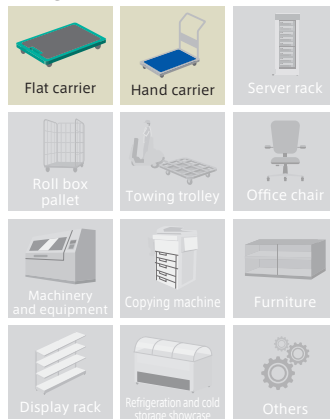 Flat carrier
Hand carrier
Server rack
Roll box
pallet
Towing trolley
Office chair
Machinery
and equipment
Copying machine
Furniture
Display rack
Refrigeration and cold
storage showcase
Others